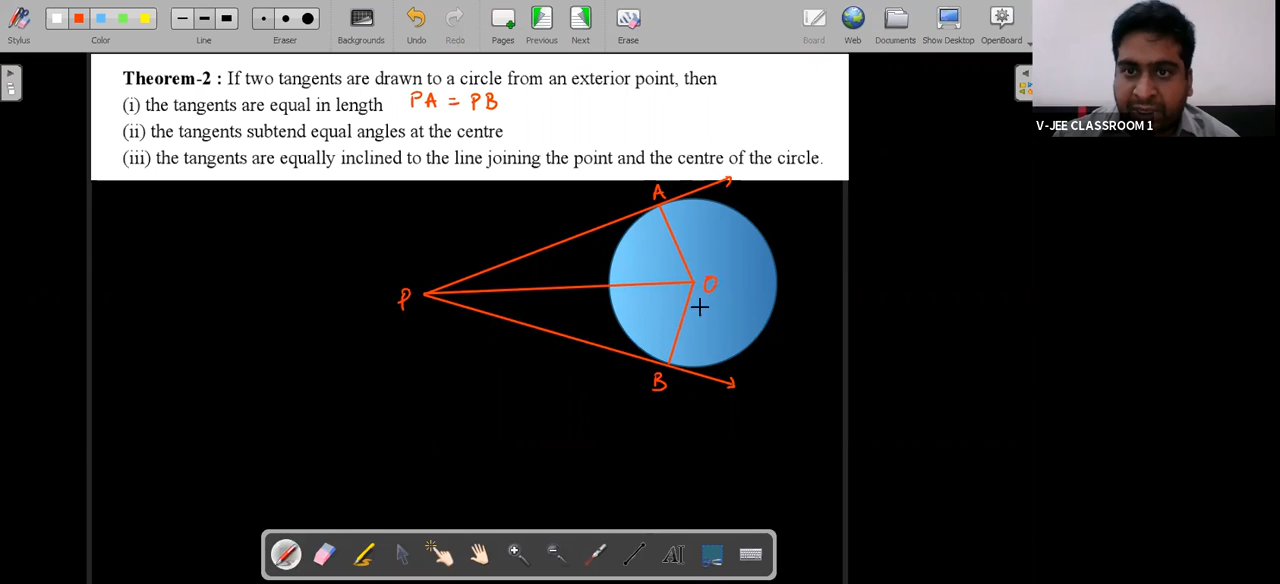 Stylus Color Line Eraser Backgrounds Undo Redo Pages Previous Next Erase Board Web Documents Show Desktop OpenBoard
Theorem-2 : If two tangents are drawn to a circle from an exterior point, then
(i) the tangents are equal in length PA = PB
(ii) the tangents subtend equal angles at the centre
(iii) the tangents are equally inclined to the line joining the point and the centre of the circle.
V-JEE CLASSROOM 1
A
O
P
B
AI